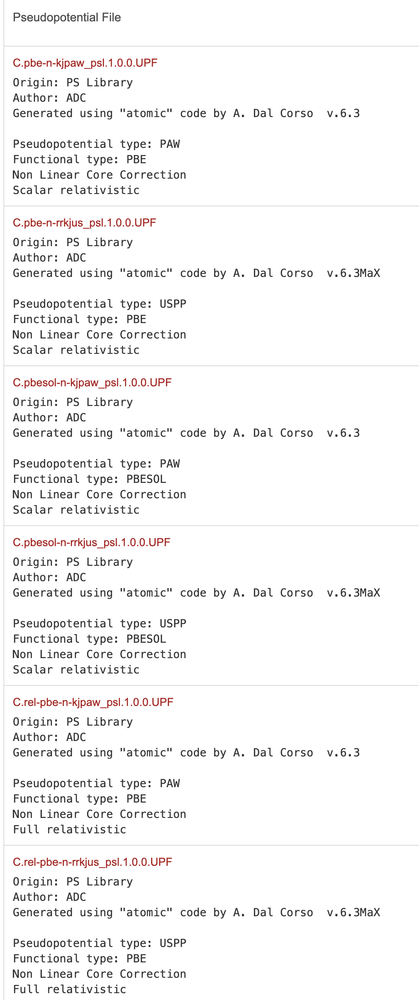 Pseudopotential File
C.pbe-n-kjpaw_psl.1.0.0.UPF
Origin: PS Library
Author: ADC
Generated using "atomic" code by A. Dal Corso  v.6.3
Pseudopotential type: PAW
Functional type: PBE
Non Linear Core Correction
Scalar relativistic
C.pbe-n-rrkjus_psl.1.0.0.UPF
Origin: PS Library
Author: ADC
Generated using "atomic" code by A. Dal Corso  v.6.3MaX
Pseudopotential type: USPP
Functional type: PBE
Non Linear Core Correction
Scalar relativistic
C.pbesol-n-kjpaw_psl.1.0.0.UPF
Origin: PS Library
Author: ADC
Generated using "atomic" code by A. Dal Corso  v.6.3
Pseudopotential type: PAW
Functional type: PBESOL
Non Linear Core Correction
Scalar relativistic
C.pbesol-n-rrkjus_psl.1.0.0.UPF
Origin: PS Library
Author: ADC
Generated using "atomic" code by A. Dal Corso  v.6.3MaX
Pseudopotential type: USPP
Functional type: PBESOL
Non Linear Core Correction
Scalar relativistic
C.rel-pbe-n-kjpaw_psl.1.0.0.UPF
Origin: PS Library
Author: ADC
Generated using "atomic" code by A. Dal Corso  v.6.3
Pseudopotential type: PAW
Functional type: PBE
Non Linear Core Correction
Full relativistic
C.rel-pbe-n-rrkjus_psl.1.0.0.UPF
Origin: PS Library
Author: ADC
Generated using "atomic" code by A. Dal Corso  v.6.3MaX
Pseudopotential type: USPP
Functional type: PBE
Non Linear Core Correction
Full relativistic